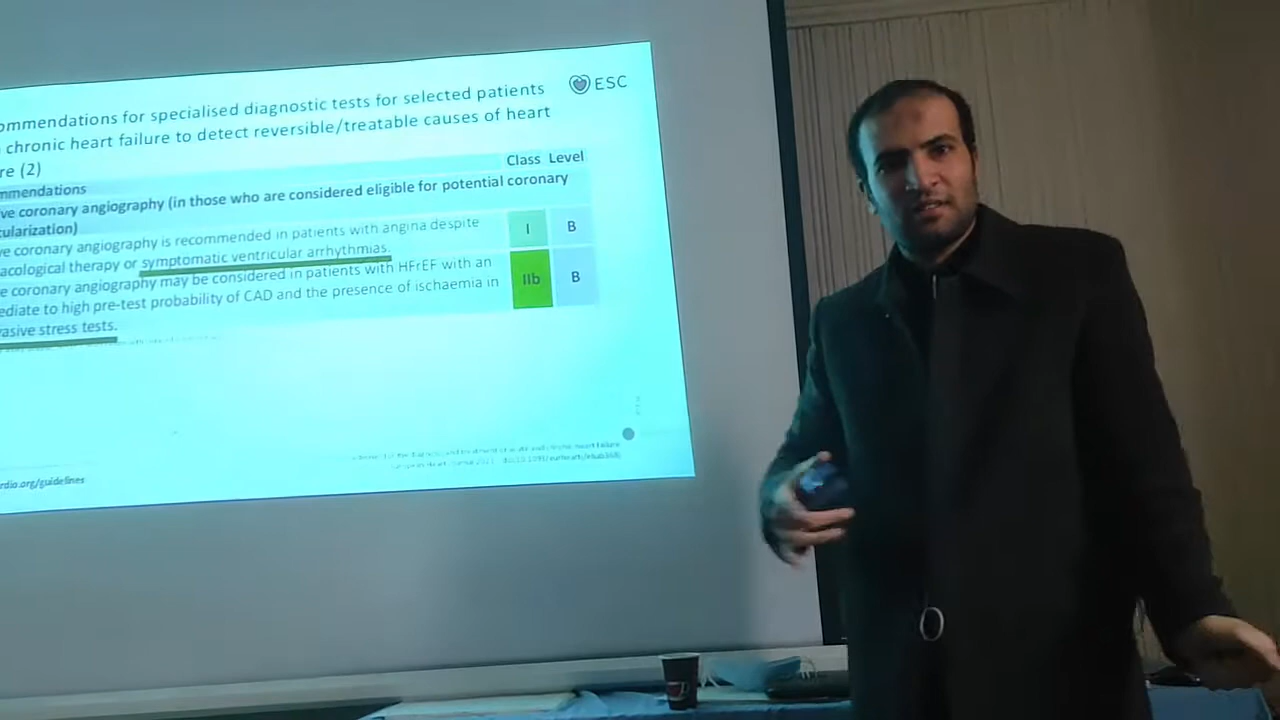 ommendations for specialised diagnostic tests for selected patients
chronic heart failure to detect reversible/treatable causes of heart
re (2)
ESC
mmendations Class Level
ve coronary angiography (in those who are considered eligible for potential coronary
ularization)
ve coronary angiography is recommended in patients with angina despite
acological therapy or symptomatic ventricular arrhythmias.
I B
e coronary angiography may be considered in patients with HFrEF with an
ediate to high pre-test probability of CAD and the presence of ischaemia in
asive stress tests.
IIb B
rdio.org/guidelines